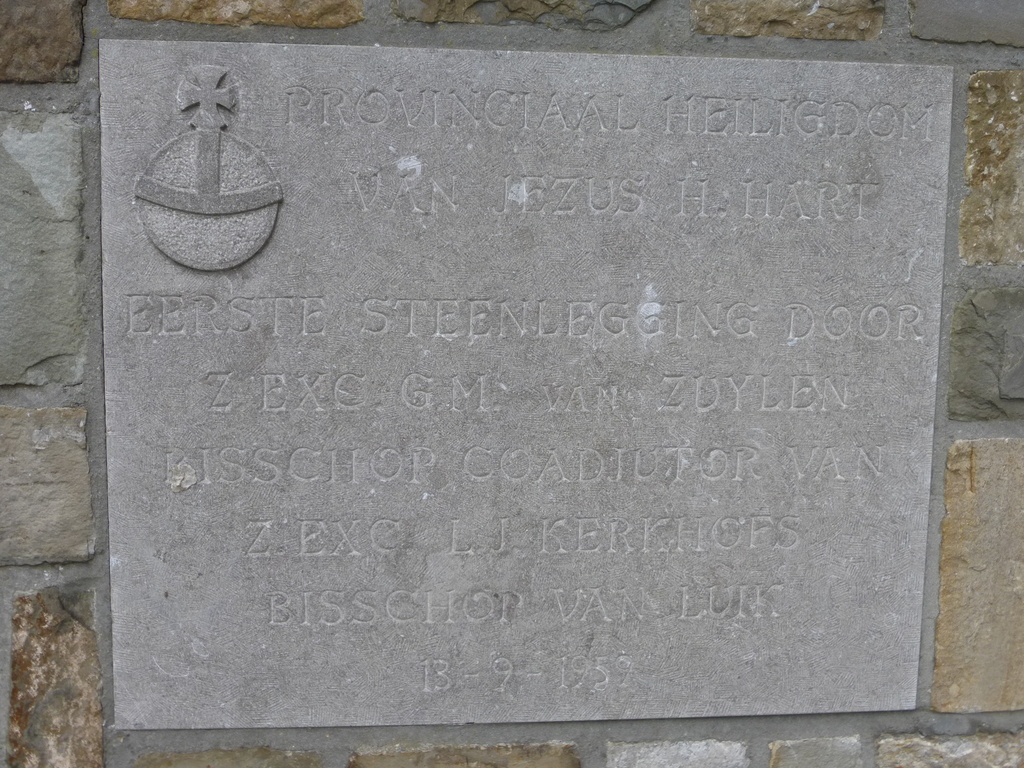 PROVINCIAAL HEILIGDOM
VAN JEZUS H. HART
EERSTE STEENLEGGING DOOR
Z. EXC. G.M. VAN ZUYLEN
BISSCHOP COADJUTOR VAN
Z. EXC. L.J. KERKHOFS
BISSCHOP VAN LUIK
13-9-1959